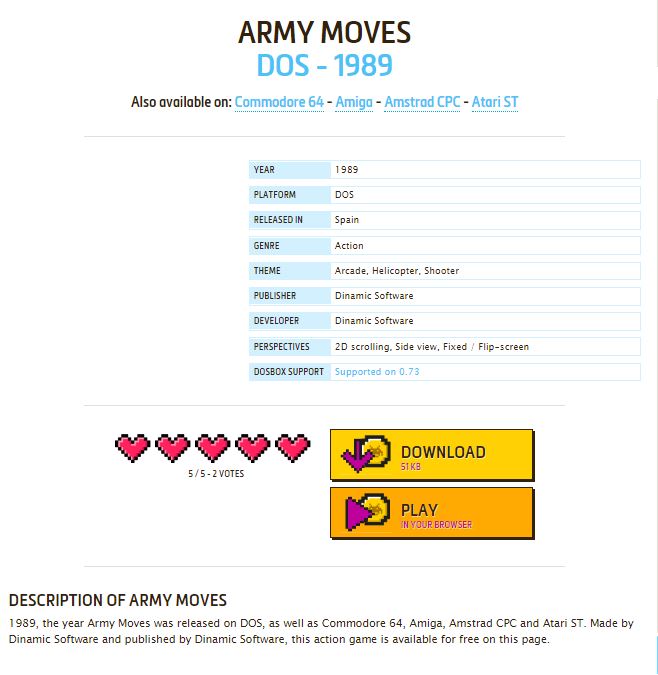 ARMY MOVES
DOS - 1989
Also available on: Commodore 64 - Amiga - Amstrad CPC - Atari ST
YEAR 1989
PLATFORM DOS
RELEASED IN Spain
GENRE Action
THEME Arcade, Helicopter, Shooter
PUBLISHER Dinamic Software
DEVELOPER Dinamic Software
PERSPECTIVES 2D scrolling, Side view, Fixed / Flip-screen
DOSBOX SUPPORT Supported on 0.73
5 / 5 - 2 VOTES
DOWNLOAD
51 KB
PLAY
IN YOUR BROWSER
DESCRIPTION OF ARMY MOVES
1989, the year Army Moves was released on DOS, as well as Commodore 64, Amiga, Amstrad CPC and Atari ST. Made by
Dinamic Software and published by Dinamic Software, this action game is available for free on this page.